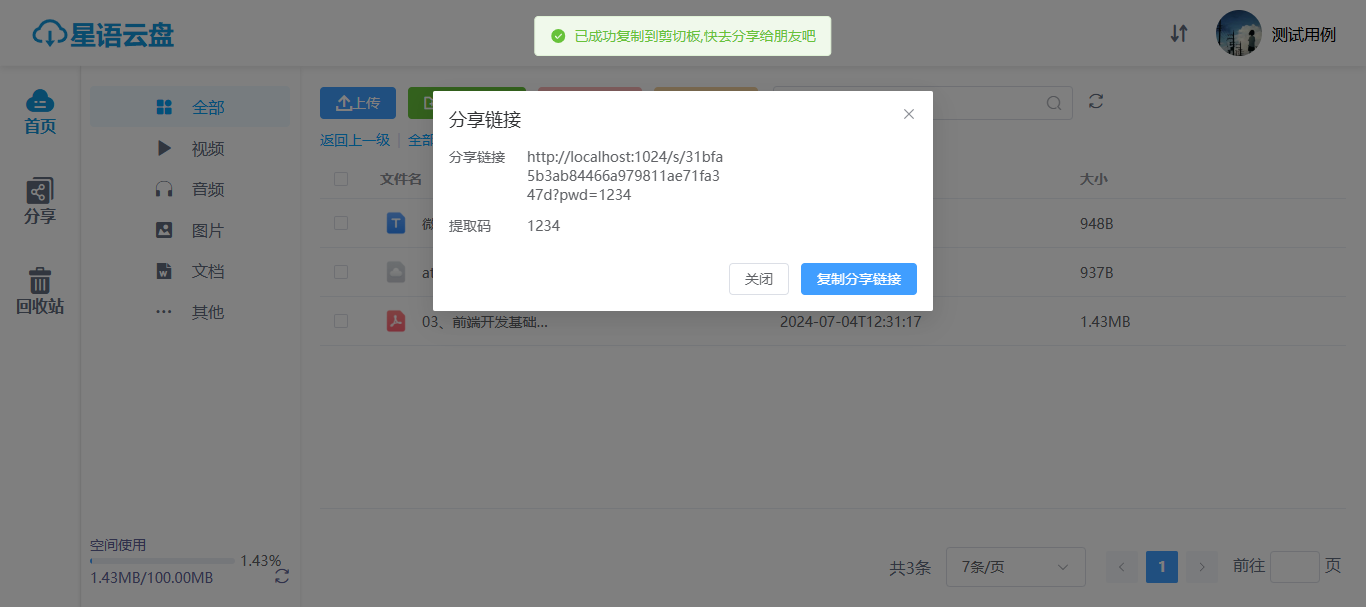 星语云盘
已成功复制到剪切板,快去分享给朋友吧
测试用例
首页
分享
回收站
全部
视频
音频
图片
文档
其他
空间使用
1.43%
1.43MB/100.00MB
上传
返回上一级
全部
文件名
大小
948B
937B
03、前端开发基础...
2024-07-04T12:31:17
1.43MB
分享链接
分享链接
http://localhost:1024/s/31bfa
5b3ab84466a979811ae71fa3
47d?pwd=1234
提取码
1234
关闭
复制分享链接
共3条
7条/页
1
前往
页